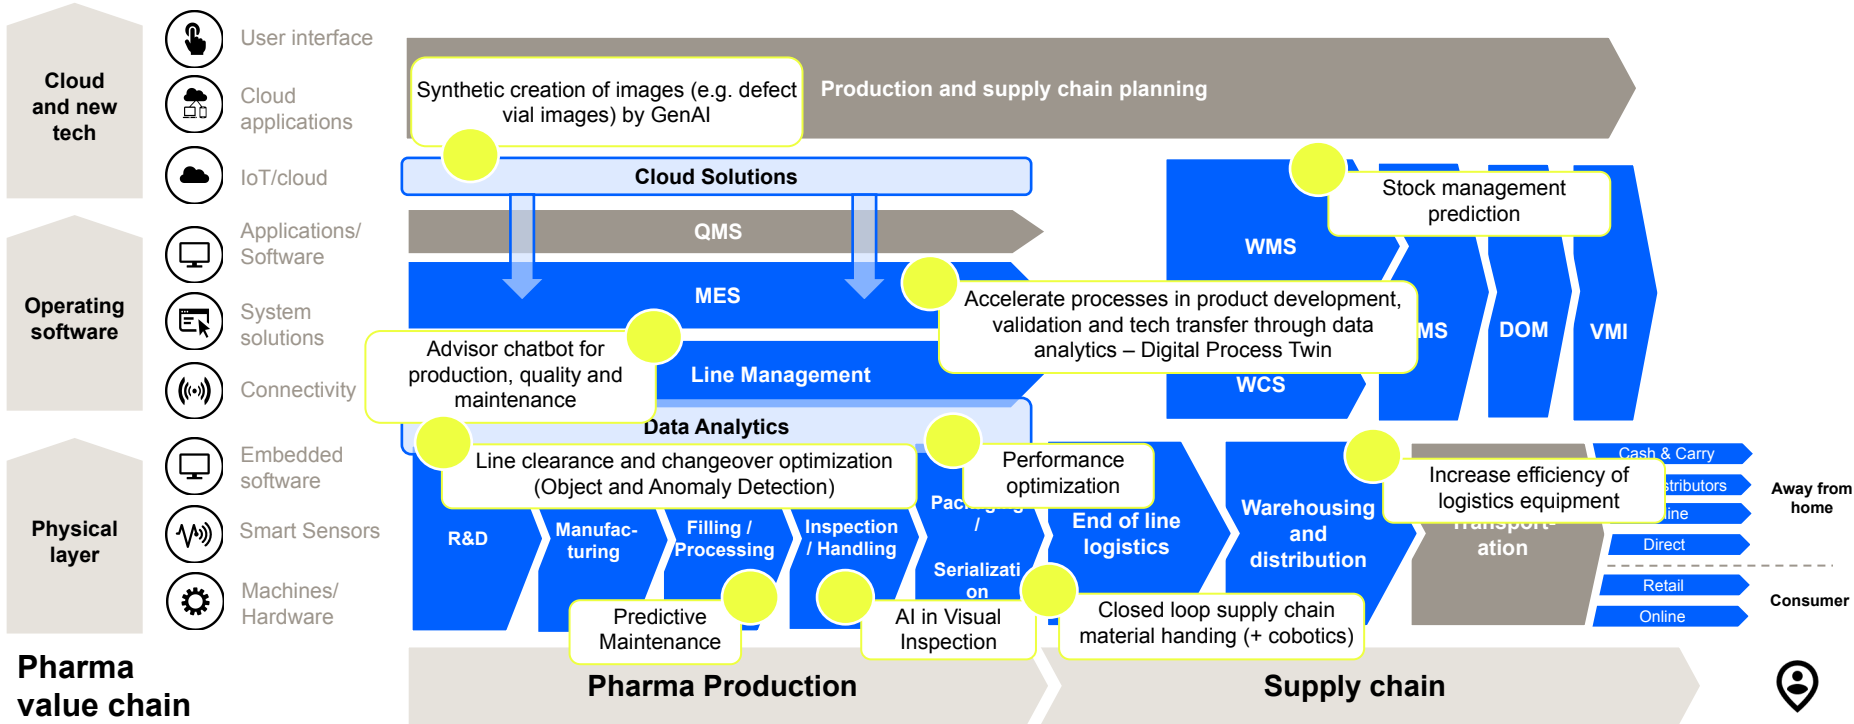 Cloud
and new
tech
User interface
Cloud
applications
IoT/cloud
Production and supply chain planning
Synthetic creation of images (e.g. defect
vial images) by GenAI
Cloud Solutions
Operating
software
Applications/
Software
System
solutions
Connectivity
QMS
MES
Line Management
Data Analytics
Advisor chatbot for
production, quality and
maintenance
Accelerate processes in product development,
validation and tech transfer through data
analytics – Digital Process Twin
Stock management
prediction
WMS
WCS
MS
DOM
VMI
Physical
layer
Embedded
software
Smart Sensors
Machines/
Hardware
Line clearance and changeover optimization
(Object and Anomaly Detection)
Performance
optimization
Increase efficiency of
logistics equipment
R&D
Manufac-
turing
Filling /
Processing
Inspection
/ Handling
Packaging
/
Serializati
on
End of line
logistics
Warehousing
and
distribution
Transport-
ation
Cash & Carry
stributors
line
Direct
Retail
Online
Away from
home
Consumer
Predictive
Maintenance
AI in Visual
Inspection
Closed loop supply chain
material handing (+ cobotics)
Pharma
value chain
Pharma Production
Supply chain